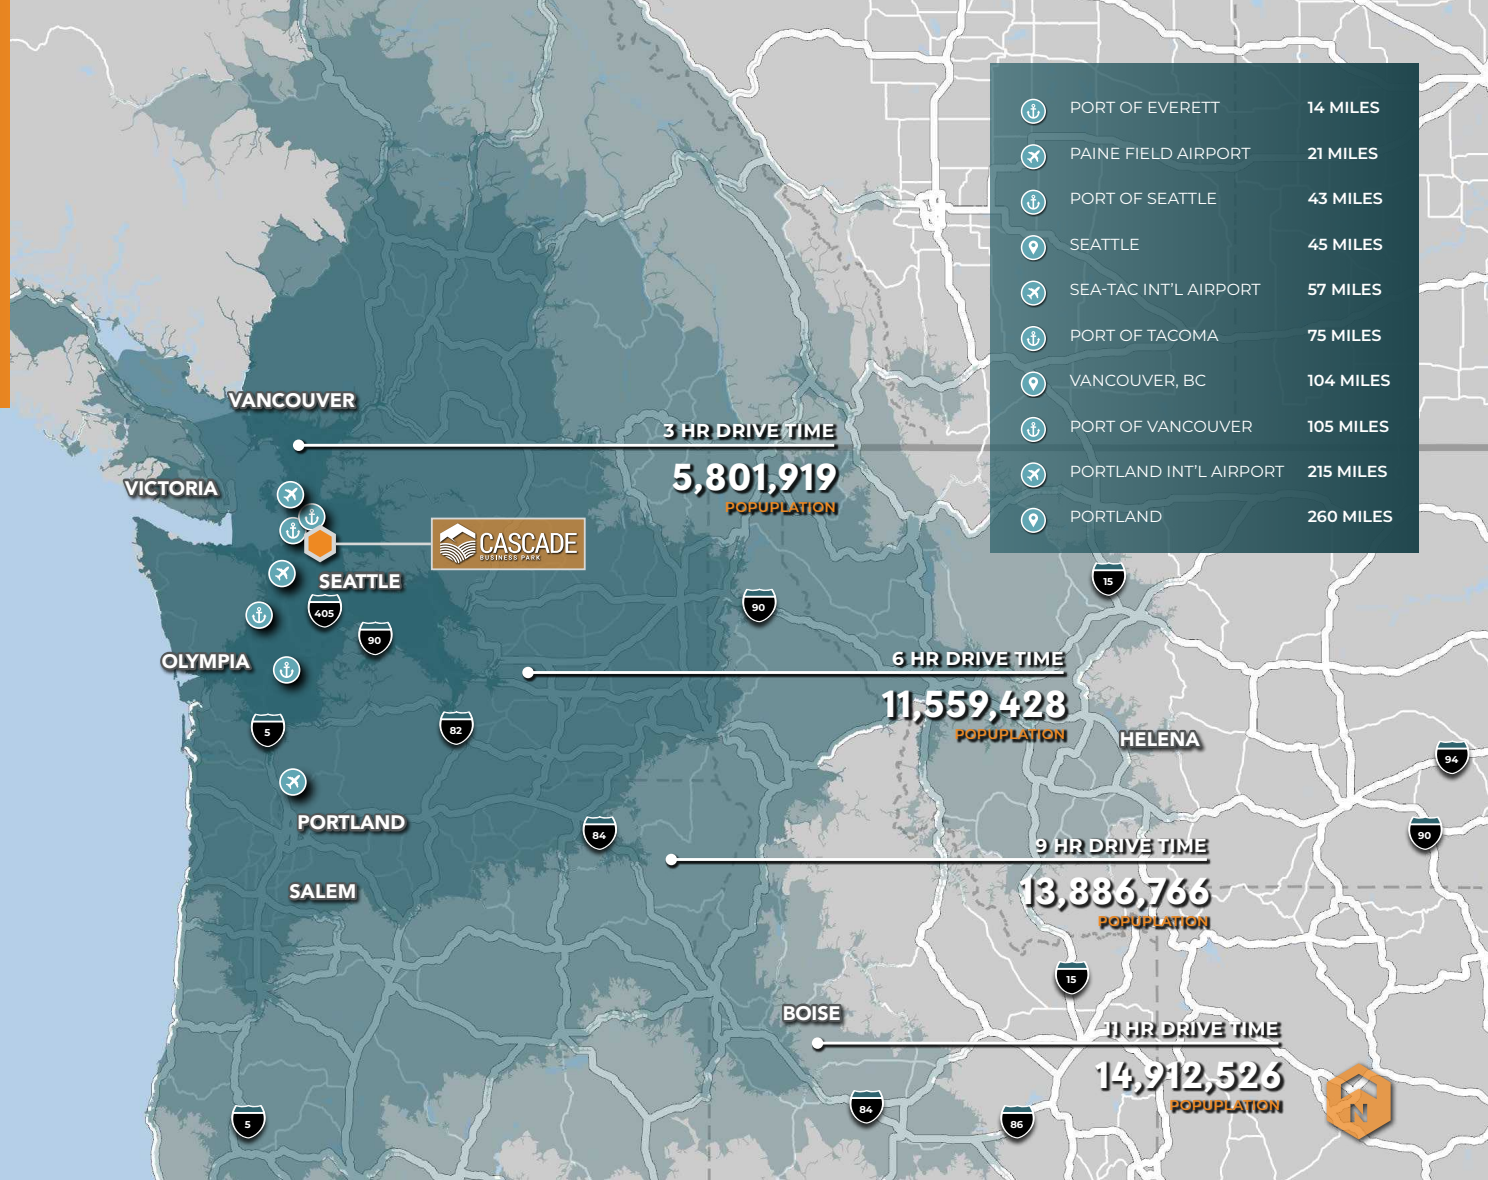 PORT OF EVERETT 14 MILES
PAINE FIELD AIRPORT 21 MILES
PORT OF SEATTLE 43 MILES
SEATTLE 45 MILES
SEA-TAC INT'L AIRPORT 57 MILES
PORT OF TACOMA 75 MILES
VANCOUVER, BC 104 MILES
PORT OF VANCOUVER 105 MILES
PORTLAND INT'L AIRPORT 215 MILES
PORTLAND 260 MILES
VANCOUVER
3 HR DRIVE TIME
5,801,919
POPUPLATION
VICTORIA
CASCADE
BUSINESS PARK
SEATTLE
405
90
90
15
OLYMPIA
6 HR DRIVE TIME
11,559,428
POPUPLATION
5
82
HELENA
94
PORTLAND
84
90
9 HR DRIVE TIME
13,886,766
POPUPLATION
SALEM
15
BOISE
11 HR DRIVE TIME
14,912,526
POPUPLATION
5
84
86
N